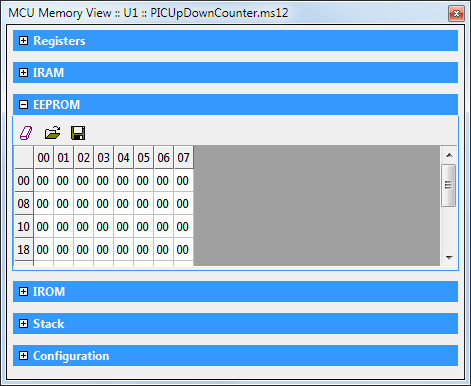 MCU Memory View :: U1 :: PICUpDownCounter.ms12
Registers
IRAM
EEPROM
00 01 02 03 04 05 06 07
00 00 00 00 00 00 00 00 00
08 00 00 00 00 00 00 00 00
10 00 00 00 00 00 00 00 00
18 00 00 00 00 00 00 00 00
IROM
Stack
Configuration